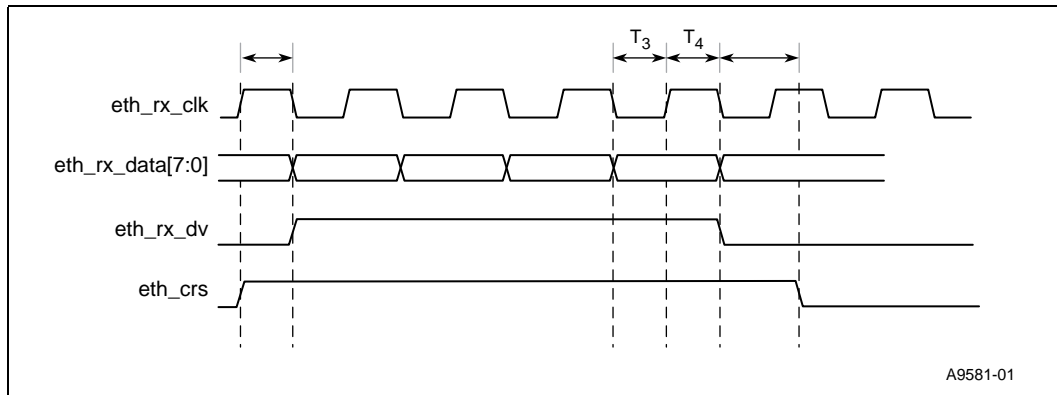 T3 T4
eth_rx_clk
eth_rx_data[7:0]
eth_rx_dv
eth_crs
A9581-01